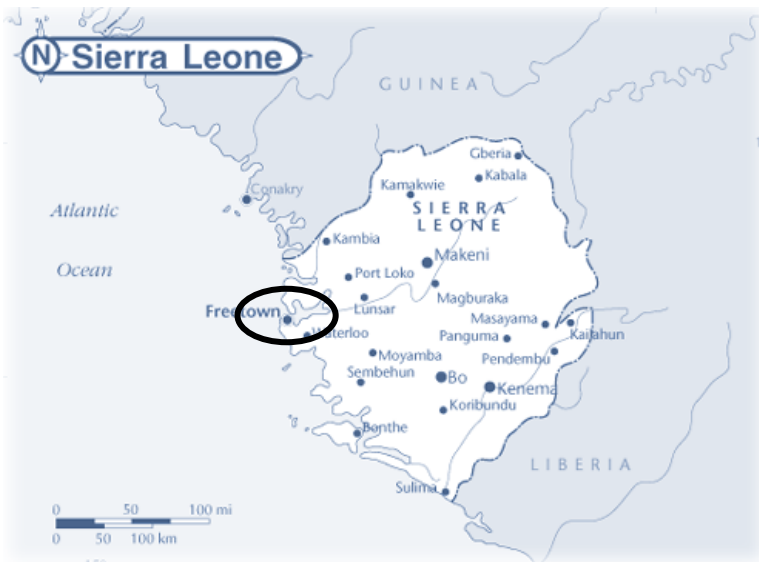 N Sierra Leone
GUINEA
Gberia
Kabala
Kamakwie
SIERRA
LEONE
Conakry
Atlantic
Ocean
Kambia
Makeni
Port Loko
Magburaka
Lunsar
Freetown
Waterloo
Masayama
Kailahun
Panguma
Pendembu
Moyamba
Sembehun
Bo
Kenema
Koribundu
Bonthe
LIBERIA
Sulima
0 50 100 mi
0 50 100 km